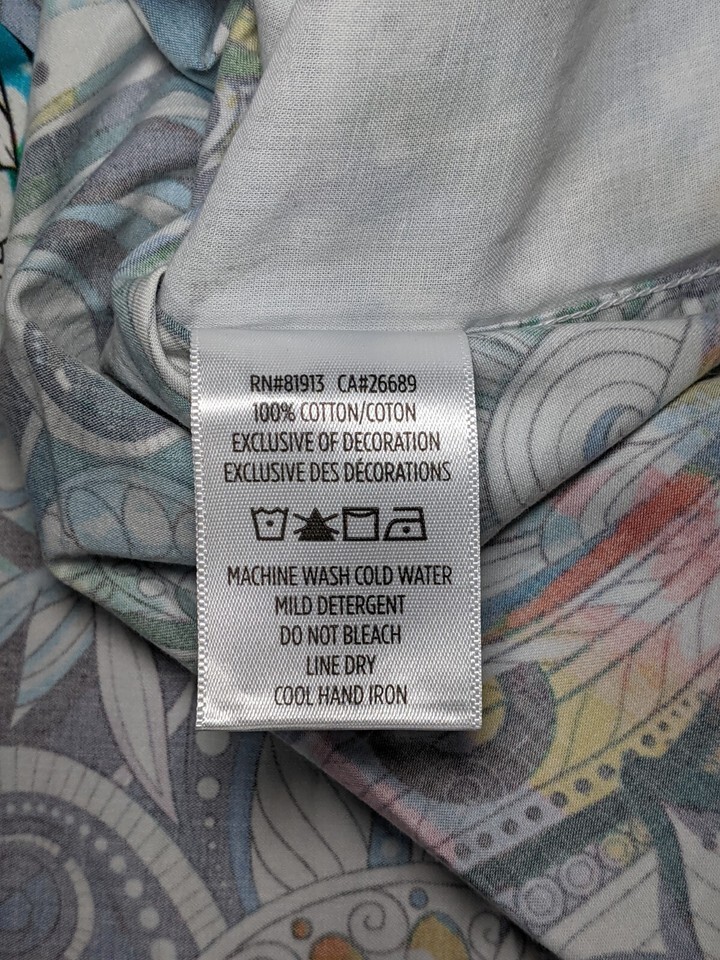 RN#81913 CA#26689
100% COTTON/COTON
EXCLUSIVE OF DECORATION
EXCLUSIVE DES DÉCORATIONS
MACHINE WASH COLD WATER
MILD DETERGENT
DO NOT BLEACH
LINE DRY
COOL HAND IRON